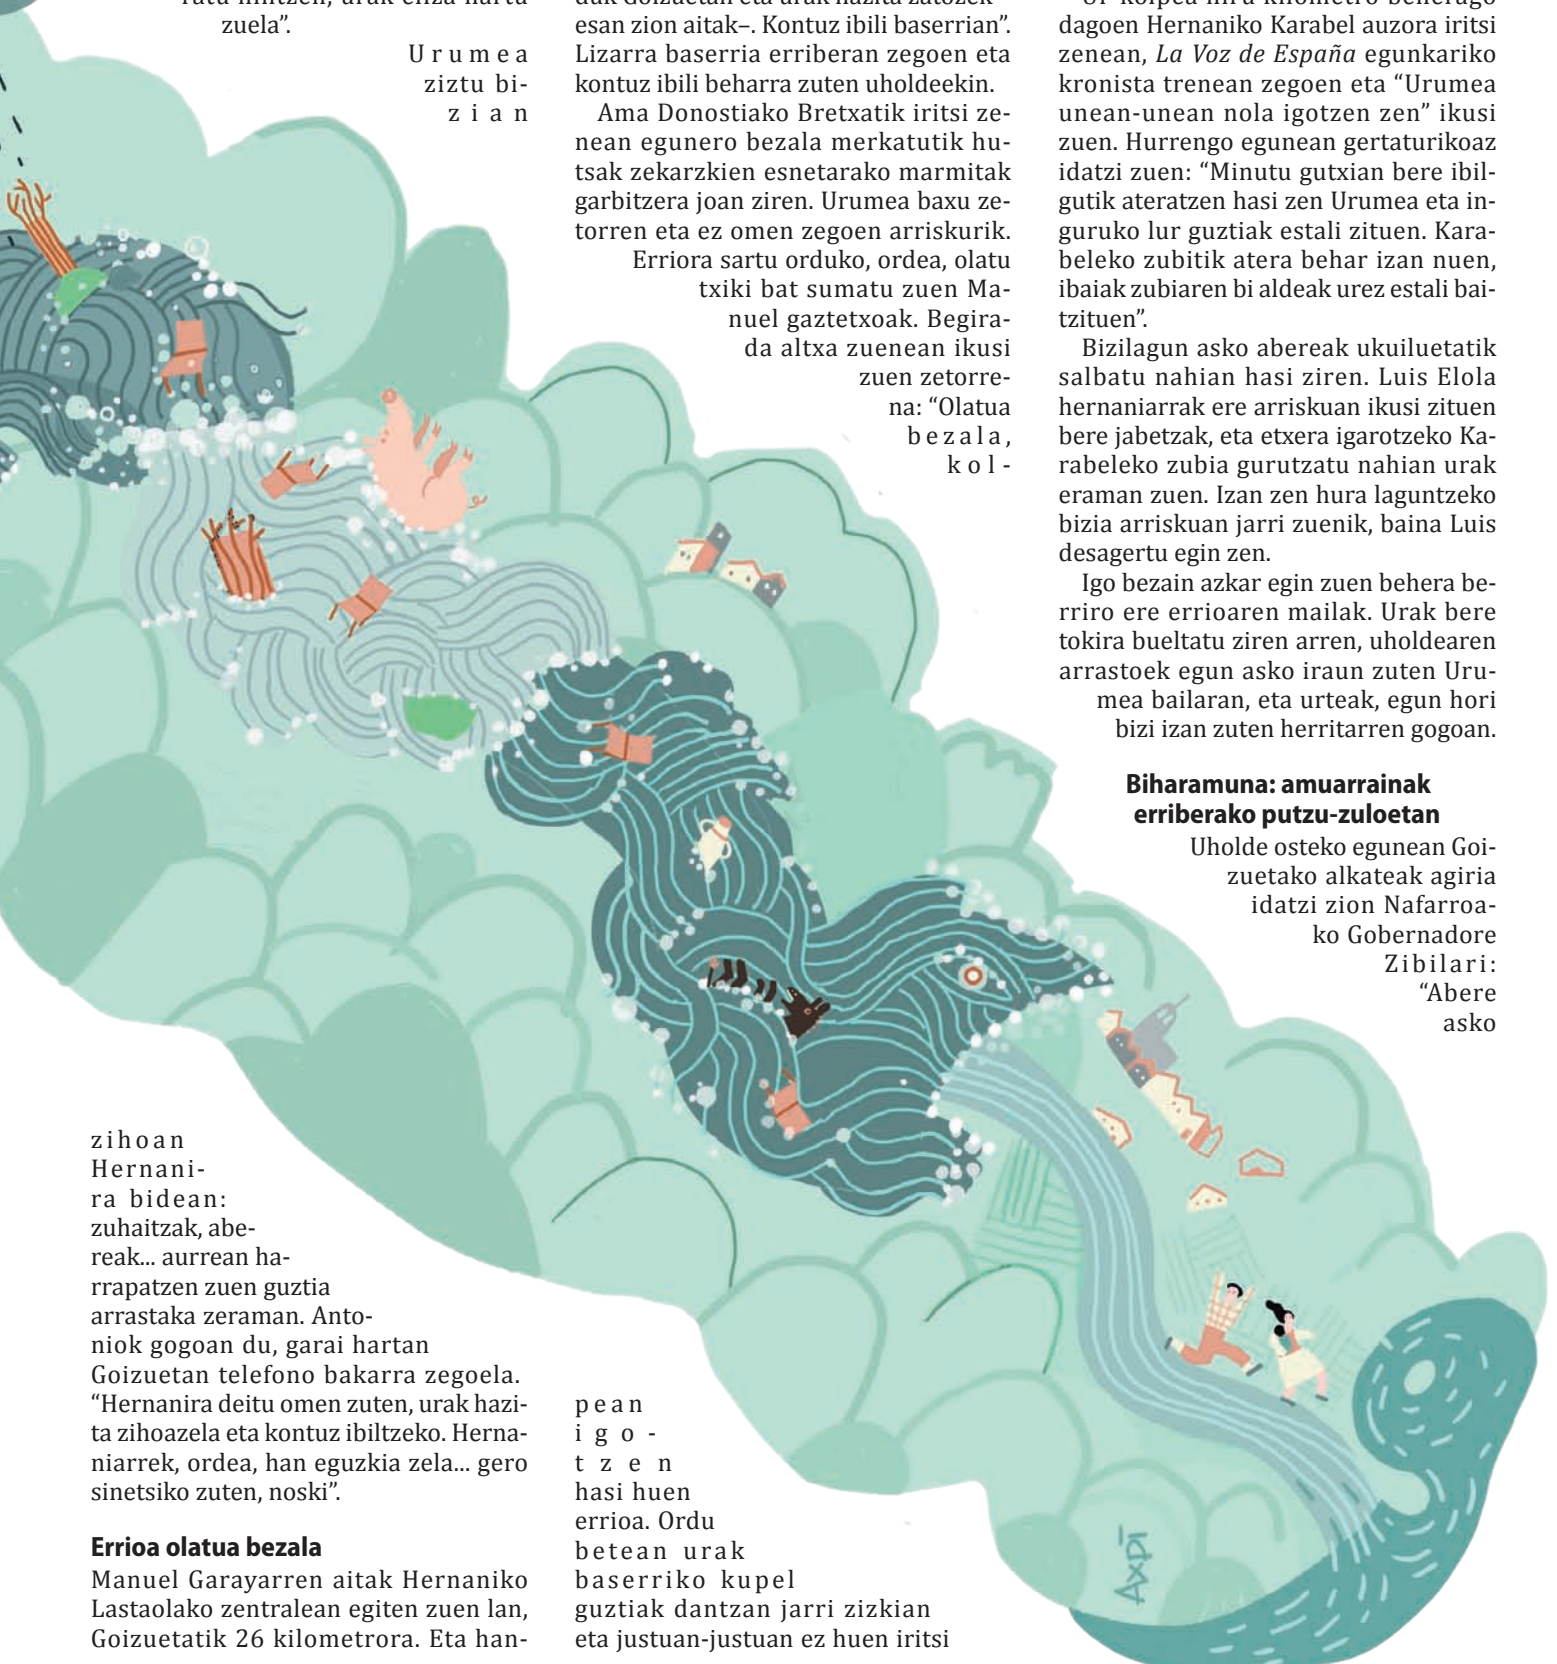 zuela”.
Urumea
ziztu bi-
zian
zihoan
Hernani-
ra bidean:
zuhaitzak, abe-
reak... aurrean ha-
rrapatzen zuen guztia
arrastaka zeraman. Anto-
niok gogoan du, garai hartan
Goizuetan telefono bakarra zegoela.
“Hernanira deitu omen zuten, urak hazi-
ta zihoazela eta kontuz ibiltzeko. Herna-
niarrek, ordea, han eguzkia zela... gero
sinetsiko zuten, noski”.
Errioa olatua bezala
Manuel Garayarren aitak Hernaniko
Lastaolako zentralean egiten zuen lan,
Goizuetatik 26 kilometrora. Eta han-
duk Goizuetan eta urak hazita zatozek
esan zion aitak–. Kontuz ibili baserrian”.
Lizarra baserria erriberan zegoen eta
kontuz ibili beharra zuten uholdeekin.
Ama Donostiako Bretxatik iritsi ze-
nean egunero bezala merkatutik hu-
tsak zekarzkien esnetarako marmitak
garbitzera joan ziren. Urumea baxu ze-
torren eta ez omen zegoen arriskurik.
Erriora sartu orduko, ordea, olatu
txiki bat sumatu zuen Ma-
nuel gaztetxoak. Begira-
da altxa zuenean ikusi
zuen zetorre-
na: “Olatua
bezala,
kol-
pean
igo-
tzen
hasi huen
errioa. Ordu
betean urak
baserriko kupel
guztiak dantzan jarri zizkian
eta justuan-justuan ez huen iritsi
Ur-kolpea hiru kilometro beherago
dagoen Hernaniko Karabel auzora iritsi
zenean, La Voz de España egunkariko
kronista trenean zegoen eta “Urumea
unean-unean nola igotzen zen” ikusi
zuen. Hurrengo egunean gertaturikoaz
idatzi zuen: “Minutu gutxian bere ibil-
gutik ateratzen hasi zen Urumea eta in-
guruko lur guztiak estali zituen. Kara-
beleko zubitik atera behar izan nuen,
ibaiak zubiaren bi aldeak urez estali bai-
tzituen”.
Bizilagun asko abereak ukuiluetatik
salbatu nahian hasi ziren. Luis Elola
hernaniarrak ere arriskuan ikusi zituen
bere jabetzak, eta etxera igarotzeko Ka-
rabeleko zubia gurutzatu nahian urak
eraman zuen. Izan zen hura laguntzeko
bizia arriskuan jarri zuenik, baina Luis
desagertu egin zen.
Igo bezain azkar egin zuen behera be-
rriro ere errioaren mailak. Urak bere
tokira bueltatu ziren arren, uholdearen
arrastoek egun asko iraun zuten Uru-
mea bailaran, eta urteak, egun hori
bizi izan zuten herritarren gogoan.
Biharamuna: amuarrainak
erriberako putzu-zuloetan
Uholde osteko egunean Goi-
zuetako alkateak agiria
idatzi zion Nafarroa-
ko Gobernadore
Zibilari:
“Abere
asko
Axpi